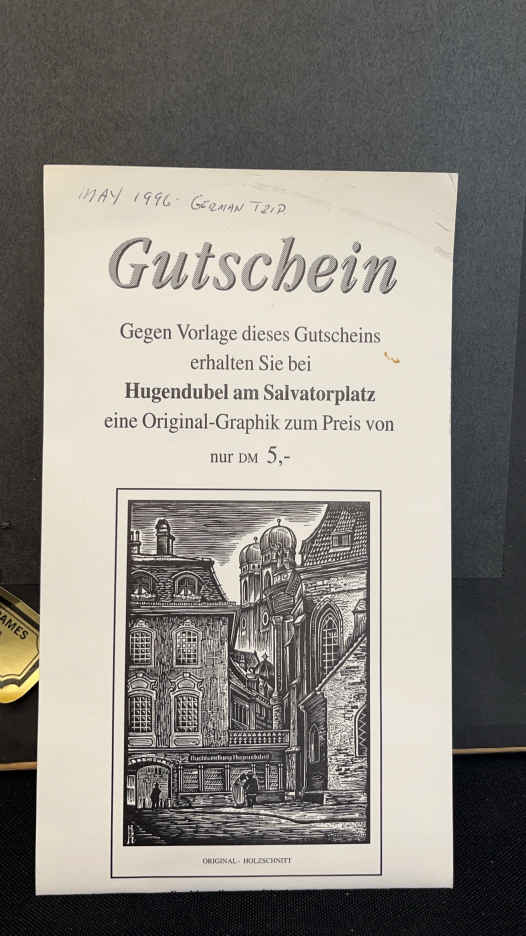 MAY 1996 - GERMAN TRIP
Gutschein
Gegen Vorlage dieses Gutscheins
erhalten Sie bei
Hugendubel am Salvatorplatz
eine Original-Graphik zum Preis von
nur DM 5,-
Buchhandlung Hugendubel
ORIGINAL - HOLZSCHNITT